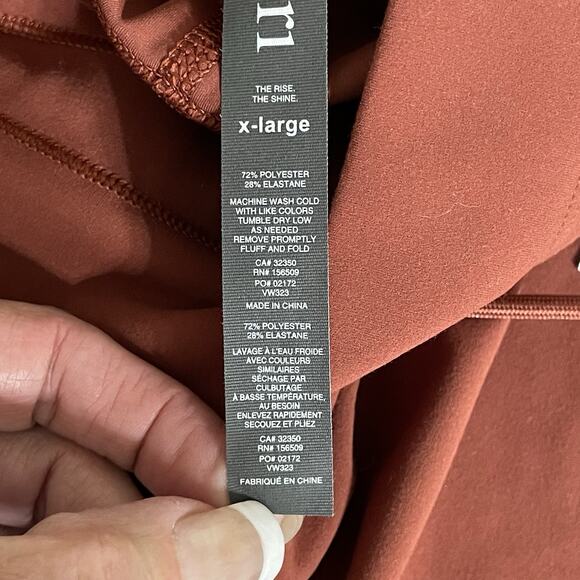 THE RISE.
THE SHINE.
x-large
72% POLYESTER
28% ELASTANE
MACHINE WASH COLD
WITH LIKE COLORS
TUMBLE DRY LOW
AS NEEDED
REMOVE PROMPTLY
FLUFF AND FOLD
CA# 32350
RN# 156509
PO# 02172
VW323
MADE IN CHINA
72% POLYESTER
28% ELASTANE
LAVAGE À L'EAU FROIDE
AVEC COULEURS
SIMILAIRES
SÉCHAGE PAR
CULBUTAGE
À BASSE TEMPÉRATURE,
AU BESOIN
ENLEVEZ RAPIDEMENT
SECOUEZ ET PLIEZ
CA# 32350
RN# 156509
PO# 02172
VW323
FABRIQUÉ EN CHINE